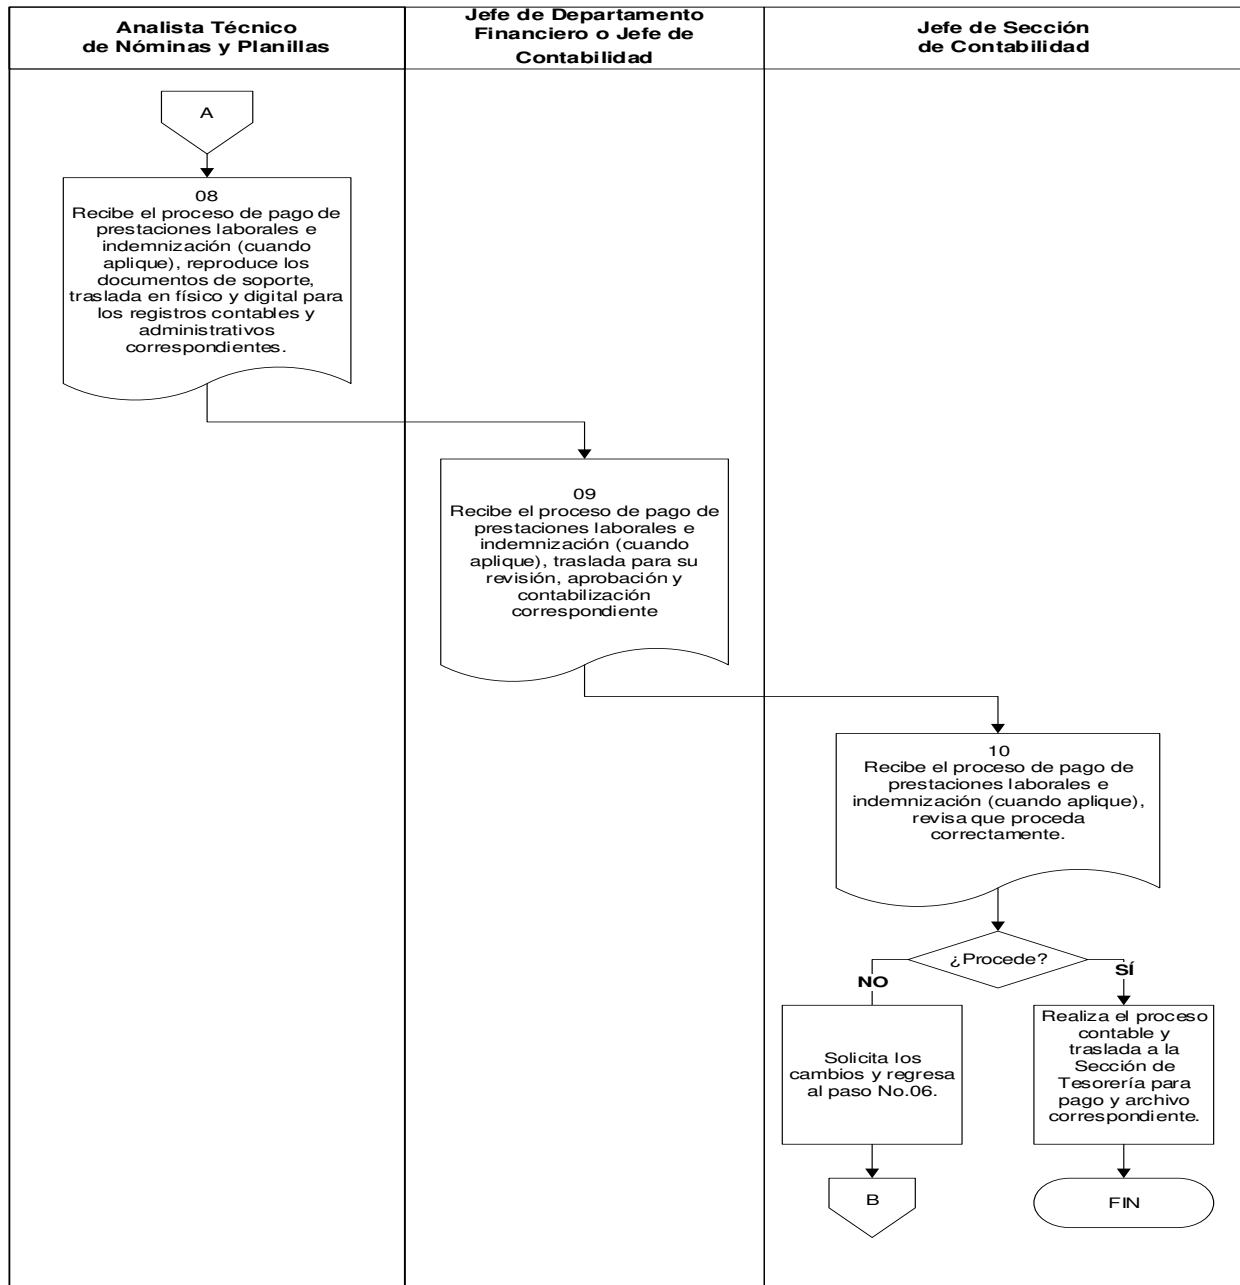 Analista Técnico
de Nóminas y Planillas
Jefe de Departamento
Financiero o Jefe de
Contabilidad
Jefe de Sección
de Contabilidad
A
08
Recibe el proceso de pago de
prestaciones laborales e
indemnización (cuando
aplique), reproduce los
documentos de soporte,
traslada en físico y digital para
los registros contables y
administrativos
correspondientes.
09
Recibe el proceso de pago de
prestaciones laborales e
indemnización (cuando
aplique), traslada para su
revisión, aprobación y
contabilización
correspondiente
10
Recibe el proceso de pago de
prestaciones laborales e
indemnización (cuando aplique),
revisa que proceda
correctamente.
¿Procede?
NO
SÍ
Solicita los
cambios y regresa
al paso No.06.
Realiza el proceso
contable y
traslada a la
Sección de
Tesorería para
pago y archivo
correspondiente.
B
FIN